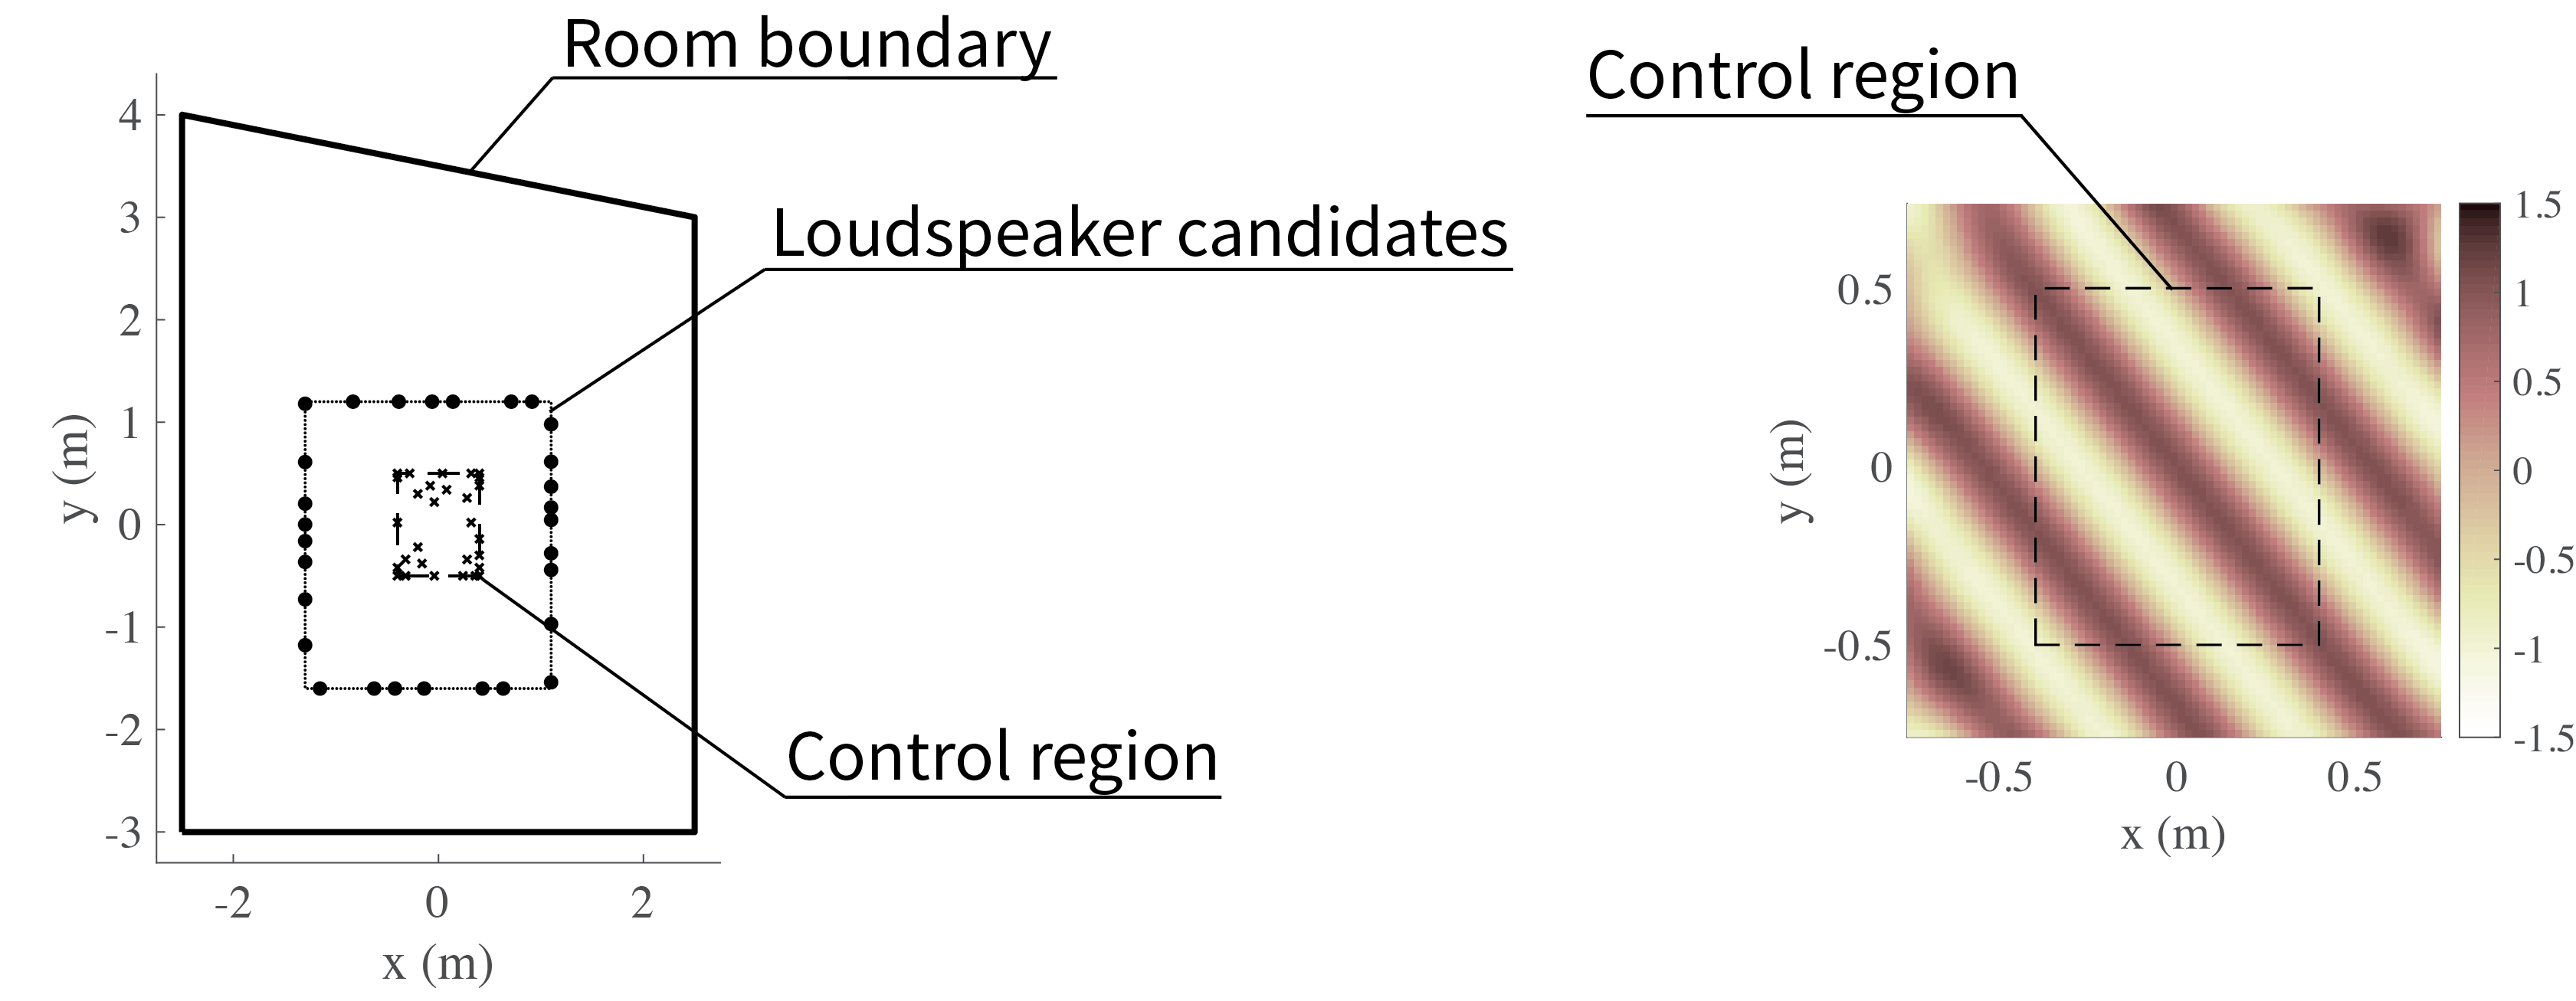 Room boundary
Loudspeaker candidates
Control region
4
3
2
1
0
-1
-2
-3
y (m)
-2 0 2
x (m)
Control region
0.5
0
-0.5
y (m)
-0.5 0 0.5
x (m)
1.5
1
0.5
0
-0.5
-1
-1.5